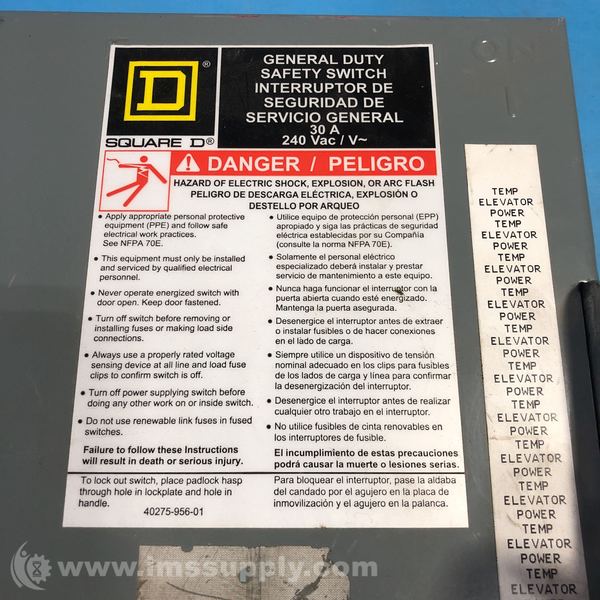 D
®
SQUARE D®
GENERAL DUTY
SAFETY SWITCH
INTERRUPTOR DE
SEGURIDAD DE
SERVICIO GENERAL
30 A
240 Vac / V~
ON
I
DANGER / PELIGRO
HAZARD OF ELECTRIC SHOCK, EXPLOSION, OR ARC FLASH
PELIGRO DE DESCARGA ELÉCTRICA, EXPLOSIÓN O
DESTELLO POR ARQUEO
• Apply appropriate personal protective
equipment (PPE) and follow safe
electrical work practices.
See NFPA 70E.
• This equipment must only be installed
and serviced by qualified electrical
personnel.
• Never operate energized switch with
door open. Keep door fastened.
• Turn off switch before removing or
installing fuses or making load side
connections.
• Always use a properly rated voltage
sensing device at all line and load fuse
clips to confirm switch is off.
• Turn off power supplying switch before
doing any other work on or inside switch.
• Do not use renewable link fuses in fused
switches.
Failure to follow these Instructions
will result in death or serious injury.
• Utilice equipo de protección personal (EPP)
apropiado y siga las prácticas de seguridad
eléctrica establecidas por su Compañía
(consulte la norma NFPA 70E).
• Solamente el personal eléctrico
especializado deberá instalar y prestar
servicio de mantenimiento a este equipo.
• Nunca haga funcionar el interruptor con la
puerta abierta cuando esté energizado.
Mantenga la puerta asegurada.
• Desenergice el interruptor antes de extraer
o instalar fusibles o de hacer conexiones
en el lado de carga.
• Siempre utilice un dispositivo de tensión
nominal adecuado en los clips para fusibles
de los lados de carga y línea para confirmar
la desenergización del interruptor.
• Desenergice el interruptor antes de realizar
cualquier otro trabajo en el interruptor.
• No utilice fusibles de cinta renovables en
los interruptores de fusible.
El incumplimiento de estas precauciones
podrá causar la muerte o lesiones serias.
To lock out switch, place padlock hasp
through hole in lockplate and hole in
handle.
40275-956-01
Para bloquear el interruptor, pase la aldaba
del candado por el agujero en la placa de
inmovilización y el agujero en la palanca.
TEMP
ELEVATOR
POWER
TEMP
ELEVATOR
POWER
TEMP
ELEVATOR
POWER
TEMP
ELEVATOR
POWER
TEMP
ELEVATOR
POWER
TEMP
ELEVATOR
POWER
TEMP
ELEVATOR
POWER
TEMP
ELEVATOR
POWER
TEMP
ELEVATOR
POWER
TEMP
ELEVATOR
POWER
TEMP
ELEVATOR
POWER
TEMP
ELEVATOR
www.imssupply.com